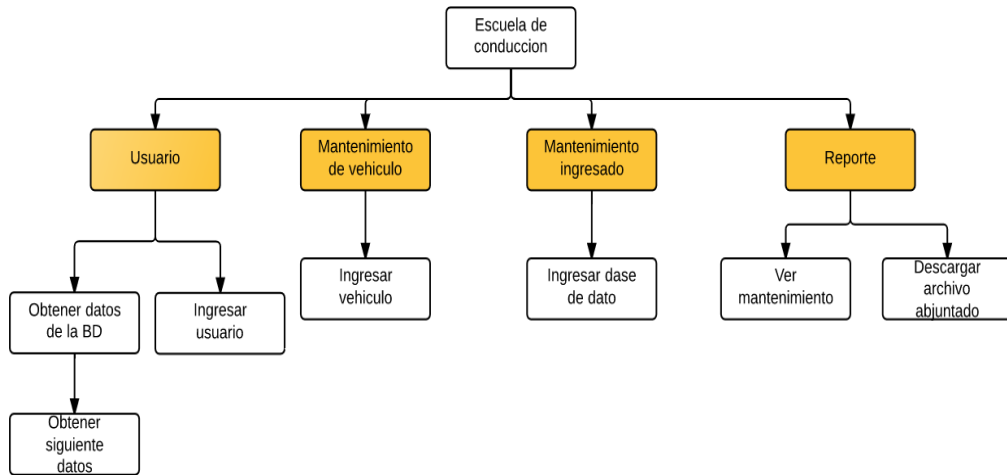 Escuela de
conduccion
Usuario
Mantenimiento
de vehiculo
Mantenimiento
ingresado
Reporte
Obtener datos
de la BD
Ingresar
usuario
Ingresar
vehiculo
Ingresar dase
de dato
Ver
mantenimiento
Descargar
archivo
abjuntado
Obtener
siguiente
datos